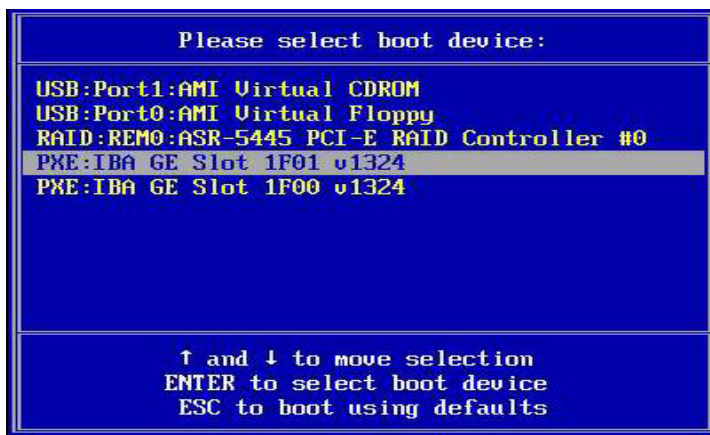 Please select boot device:
USB:Port1:AMI Virtual CDROM
USB:Port0:AMI Virtual Floppy
RAID:REM0:ASR-5445 PCI-E RAID Controller #0
PXE:IBA GE Slot 1F01 v1324
PXE:IBA GE Slot 1F00 v1324
↑ and ↓ to move selection
ENTER to select boot device
ESC to boot using defaults